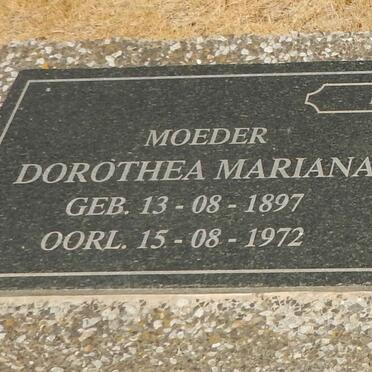 MOEDER
DOROTHEA MARIANA
GEB. 13 - 08 - 1897
OORL. 15 - 08 - 1972